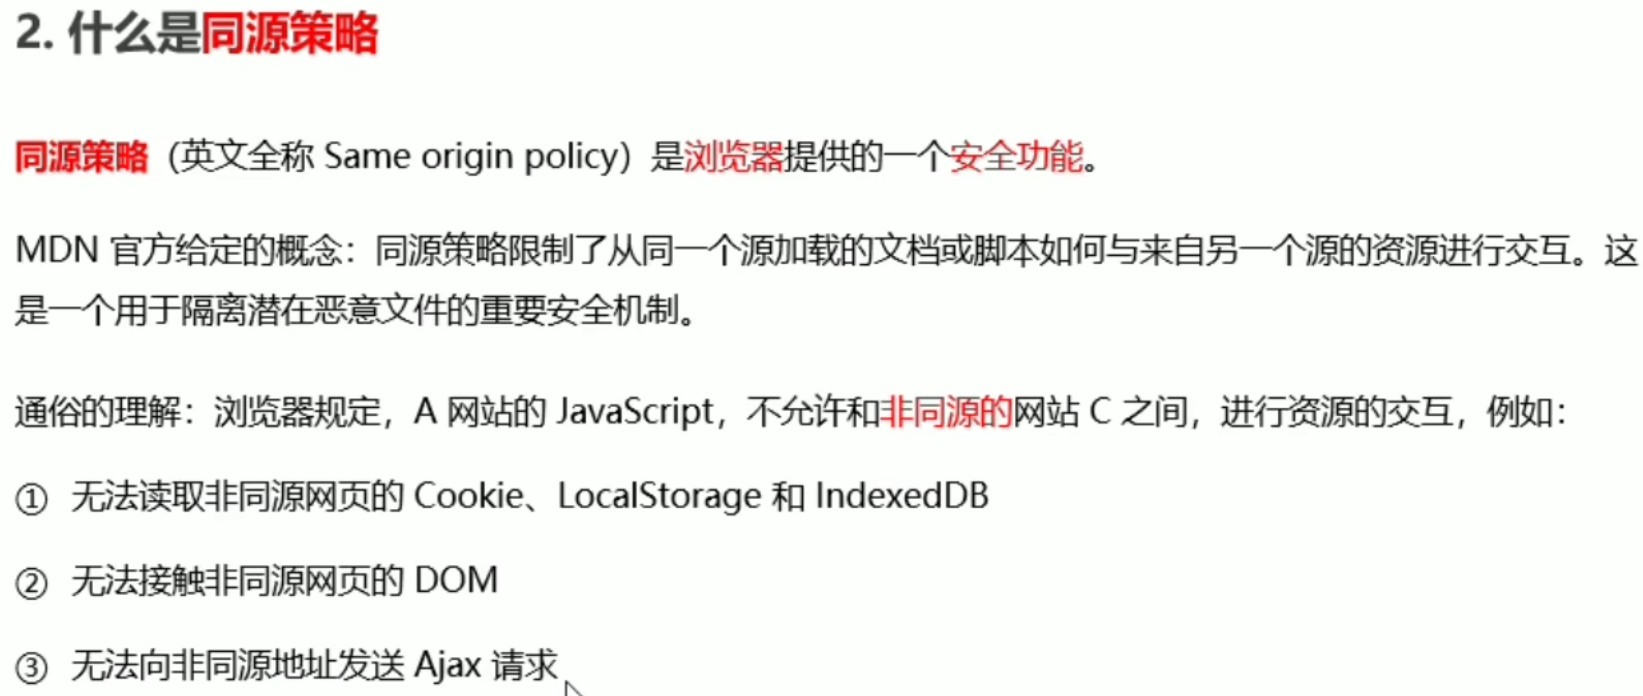 2. 什么是同源策略
同源策略（英文全称 Same origin policy）是浏览器提供的一个安全功能。
MDN 官方给定的概念：同源策略限制了从同一个源加载的文档或脚本如何与来自另一个源的资源进行交互。这
是一个用于隔离潜在恶意文件的重要安全机制。
通俗的理解：浏览器规定，A 网站的 JavaScript，不允许和非同源的网站 C 之间，进行资源的交互，例如：
① 无法读取非同源网页的 Cookie、LocalStorage 和 IndexedDB
② 无法接触非同源网页的 DOM
③ 无法向非同源地址发送 Ajax 请求